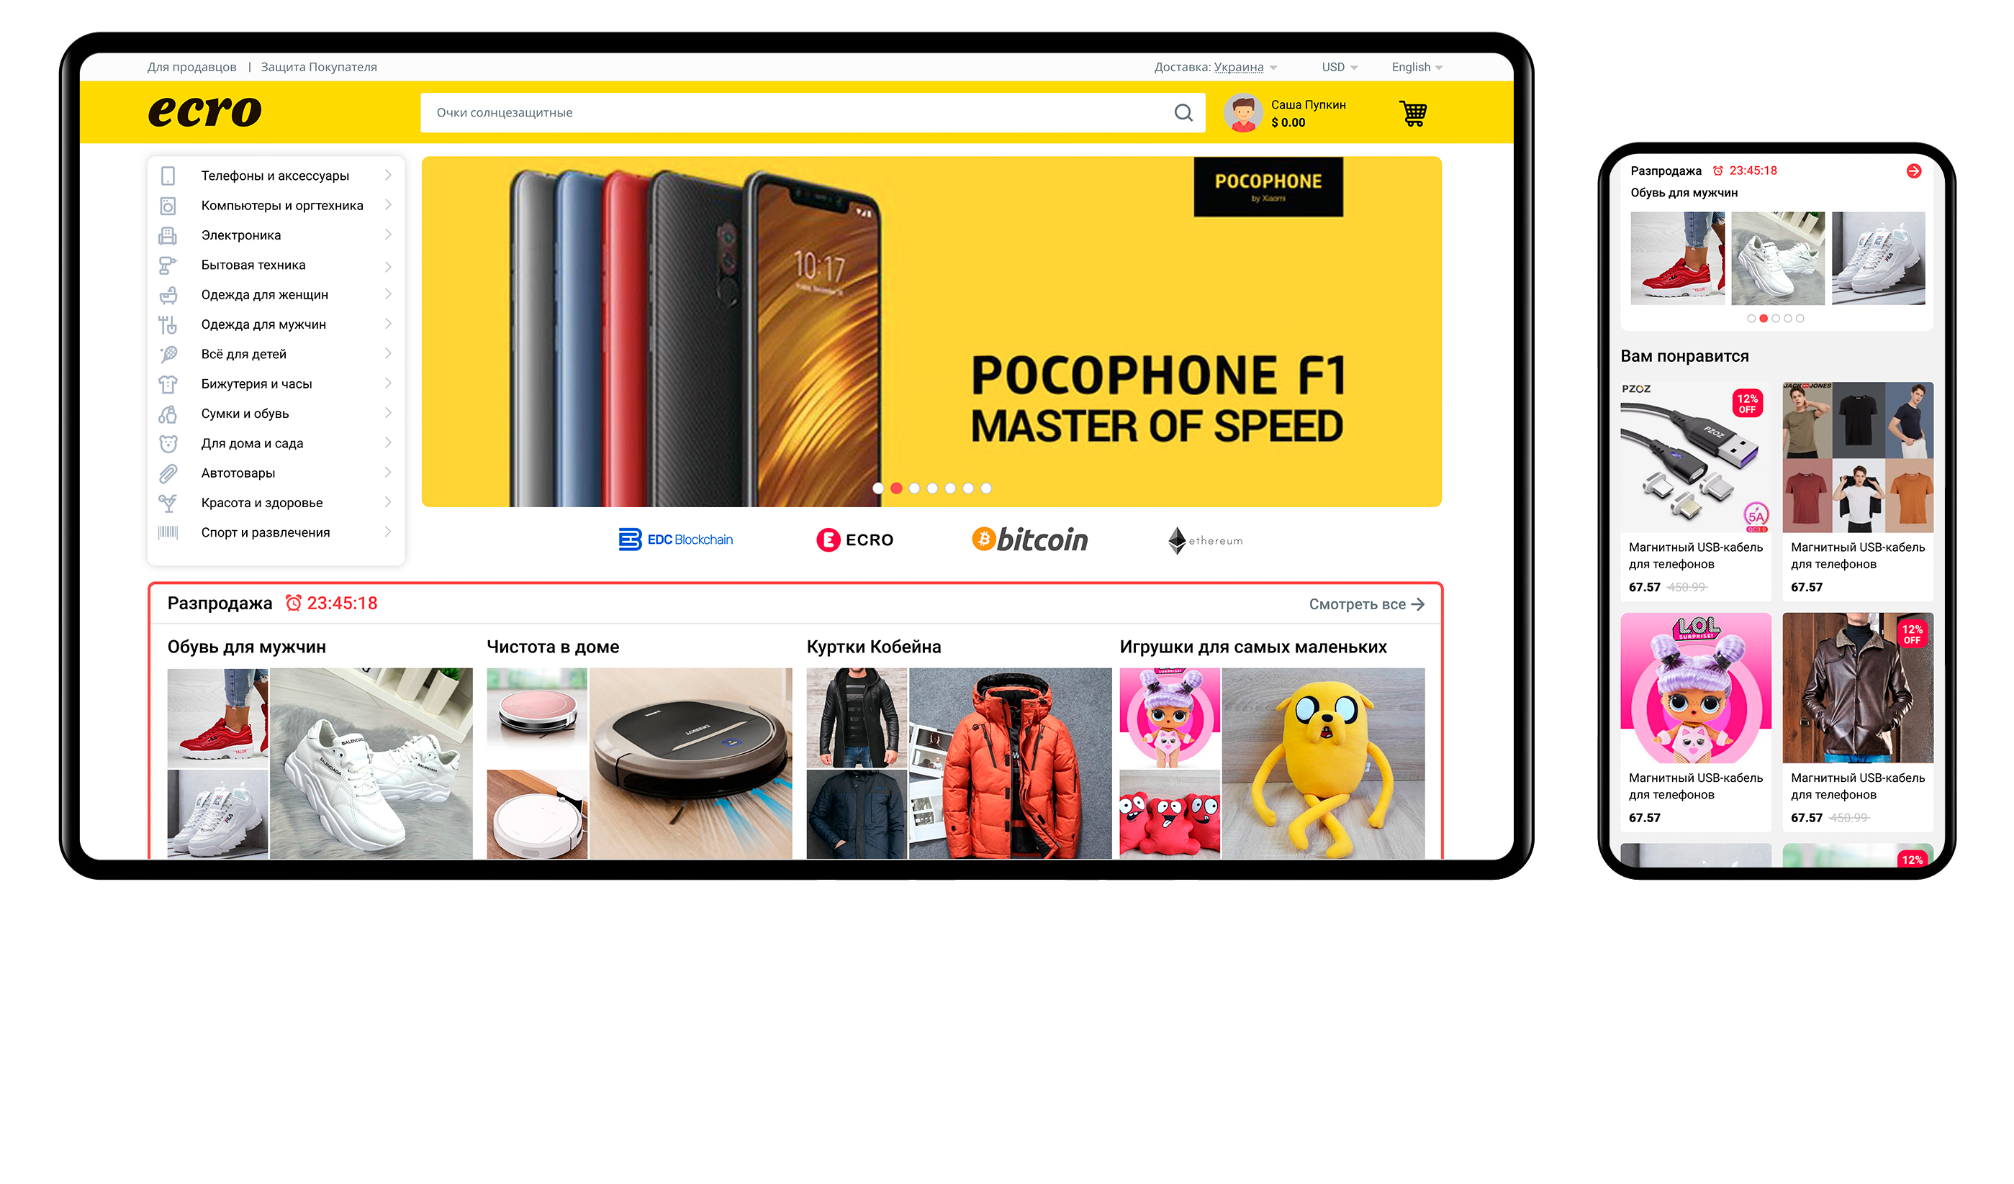 Для продавцов | Защита Покупателя
Доставка: Украина USD English
ecro
Очки солнцезащитные
Саша Пупкин
$ 0.00
Телефоны и аксессуары
Компьютеры и оргтехника
Электроника
Бытовая техника
Одежда для женщин
Одежда для мужчин
Всё для детей
Бижутерия и часы
Сумки и обувь
Для дома и сада
Автотовары
Красота и здоровье
Спорт и развлечения
POCOPHONE
by Xiaomi
10:17
POCOPHONE F1
MASTER OF SPEED
EDC Blockchain
ECRO
bitcoin
ethereum
Разпродажа 23:45:18
Смотреть все
Обувь для мужчин
Чистота в доме
Куртки Кобейна
Игрушки для самых маленьких
Разпродажа 23:45:18
Обувь для мужчин
Вам понравится
PZOZ
12%
OFF
PZOZ
5A
JACK JONES
Магнитный USB-кабель
для телефонов
67.57 450.99
Магнитный USB-кабель
для телефонов
67.57
LOL
SURPRISE!
12%
OFF
Магнитный USB-кабель
для телефонов
67.57
Магнитный USB-кабель
для телефонов
67.57 450.99
12%